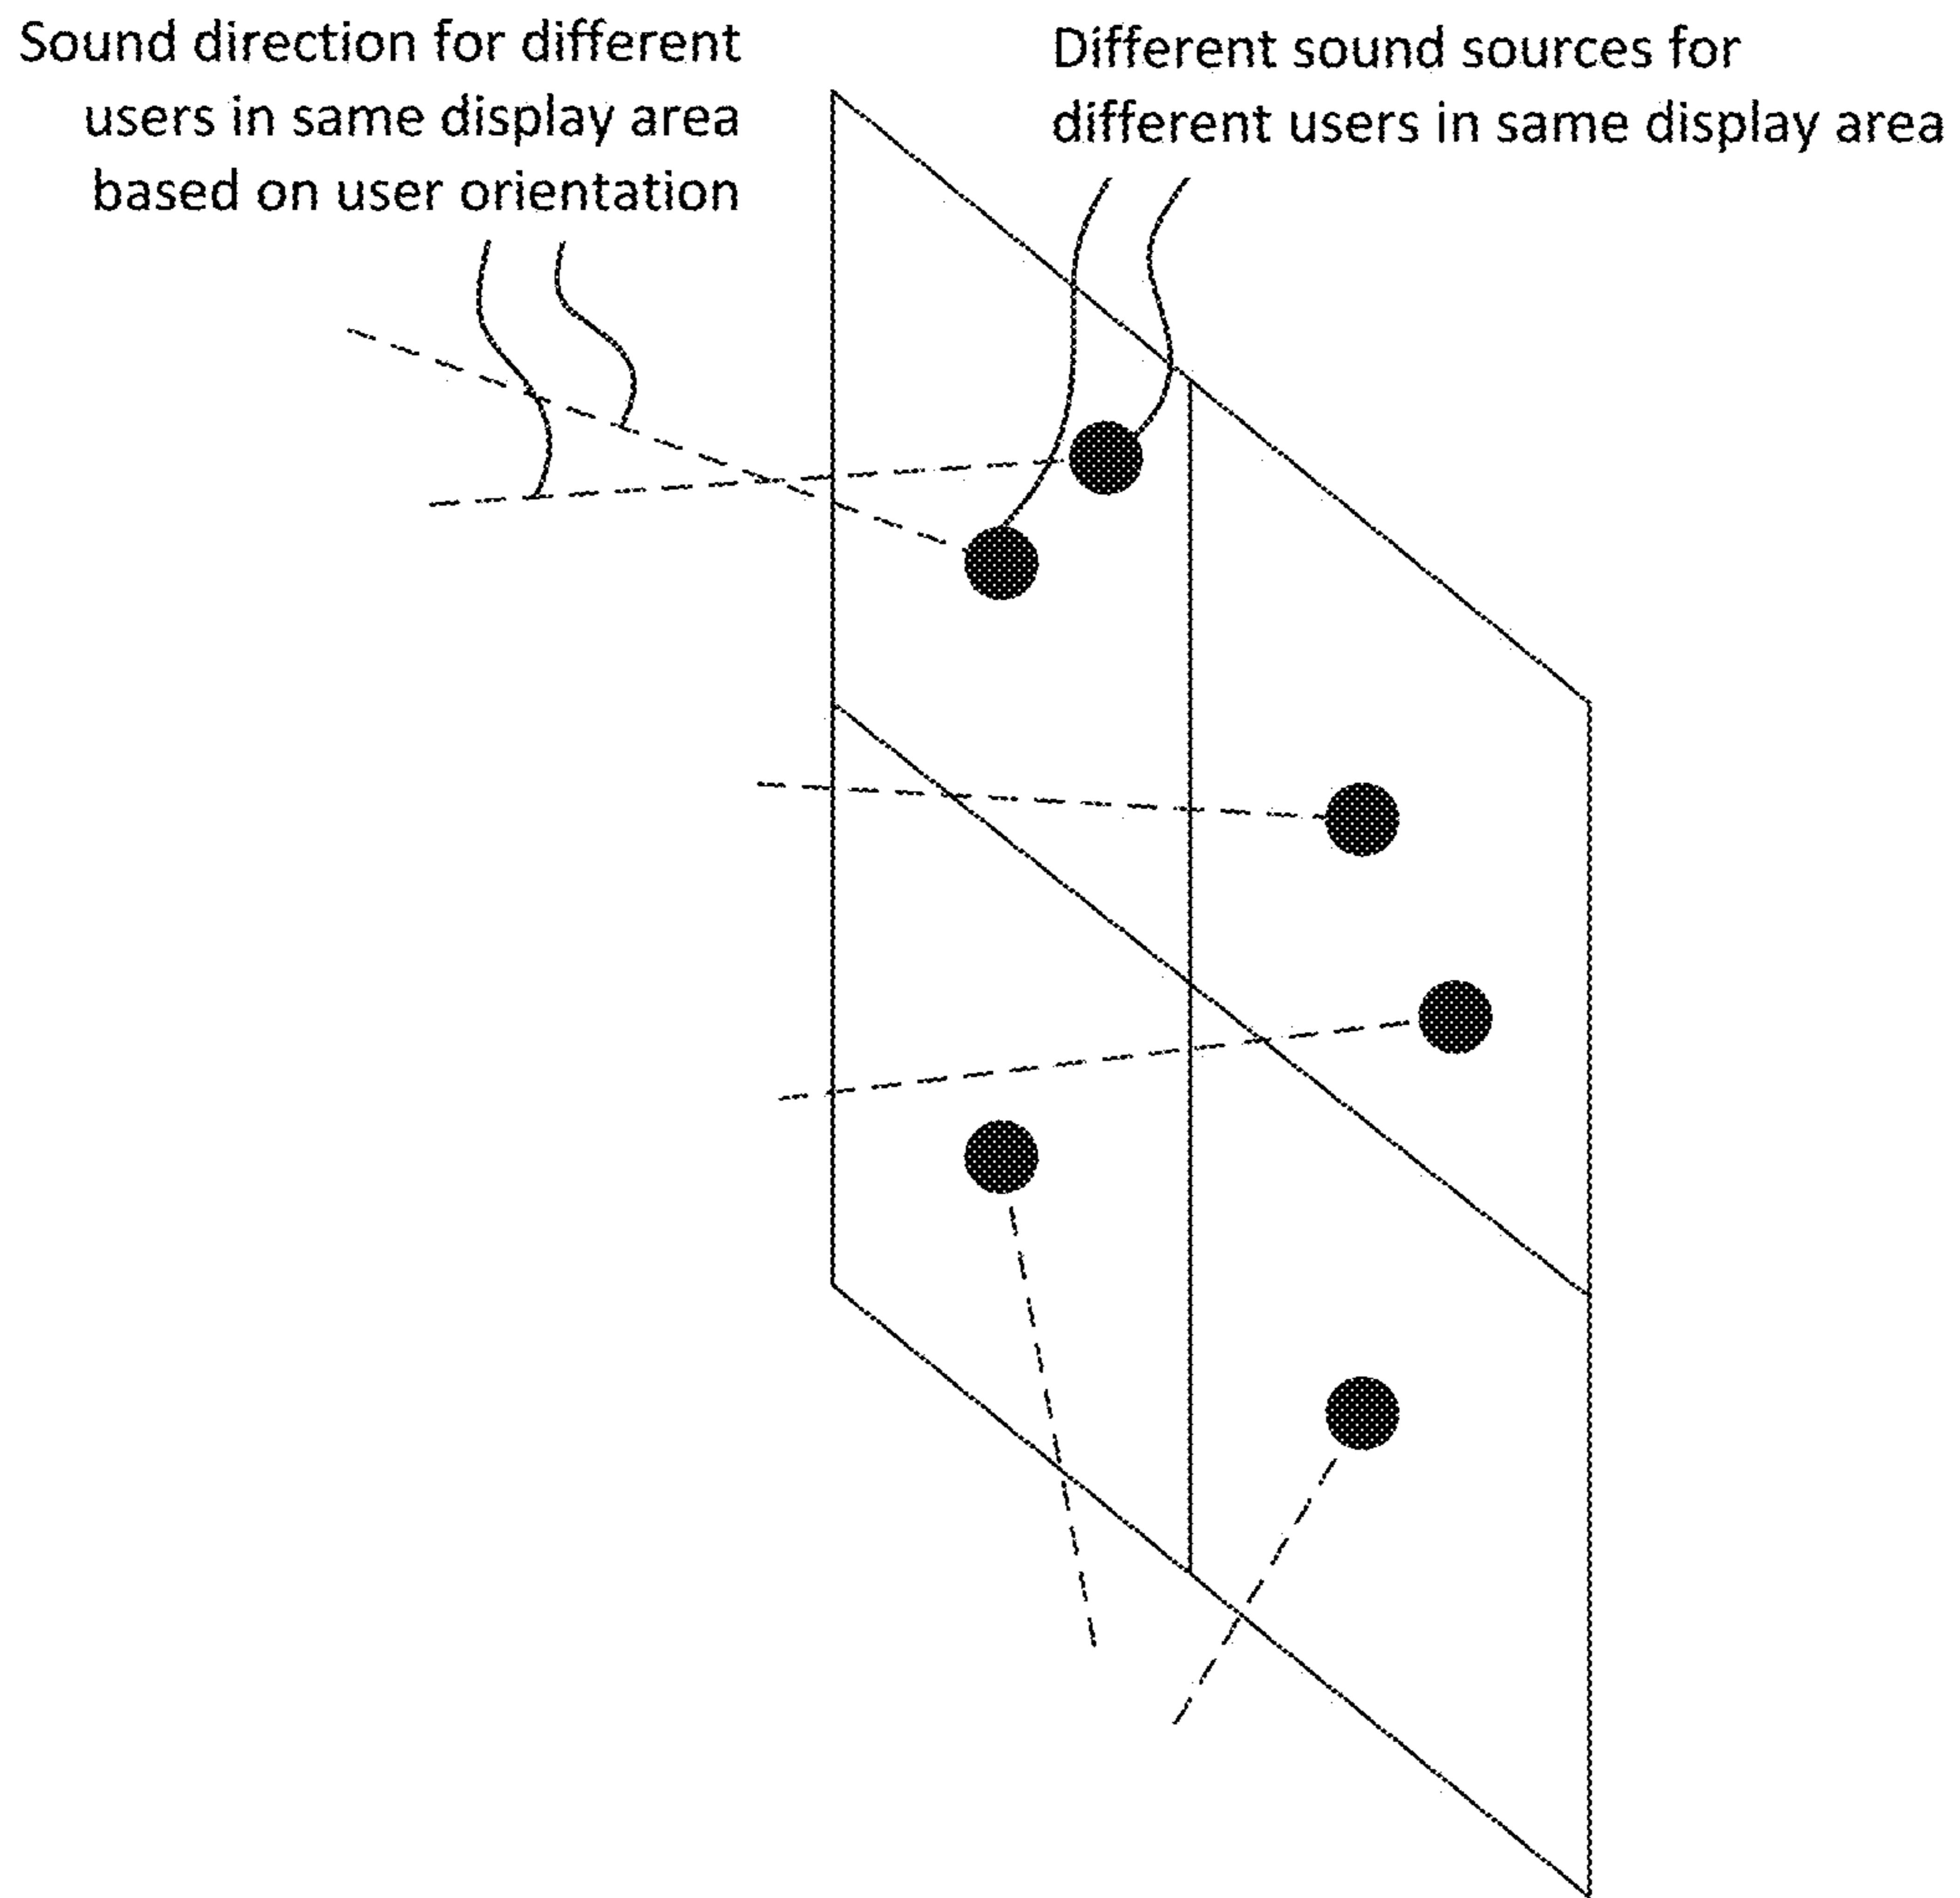 Sound direction for different
users in same display area
based on user orientation
Different sound sources for
different users in same display area